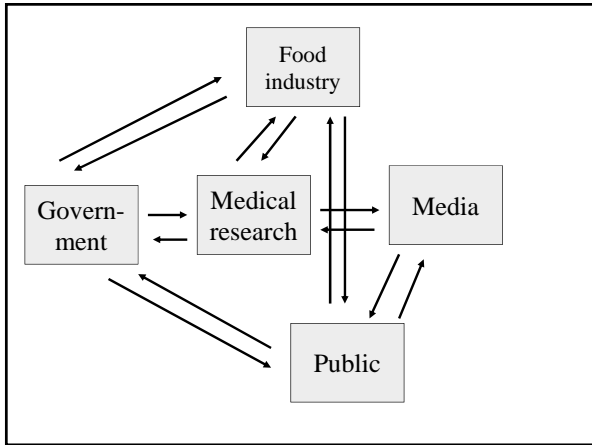 Food
industry
Govern-
ment
Medical
research
Media
Public